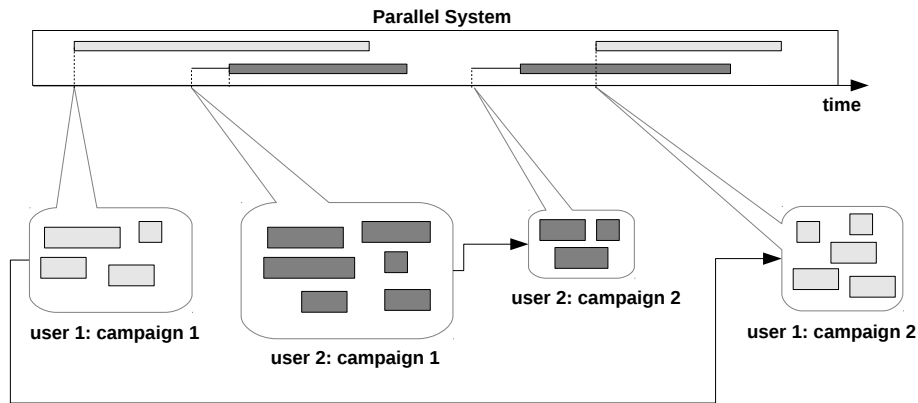 Parallel System
time
user 1: campaign 1
user 2: campaign 1
user 2: campaign 2
user 1: campaign 2